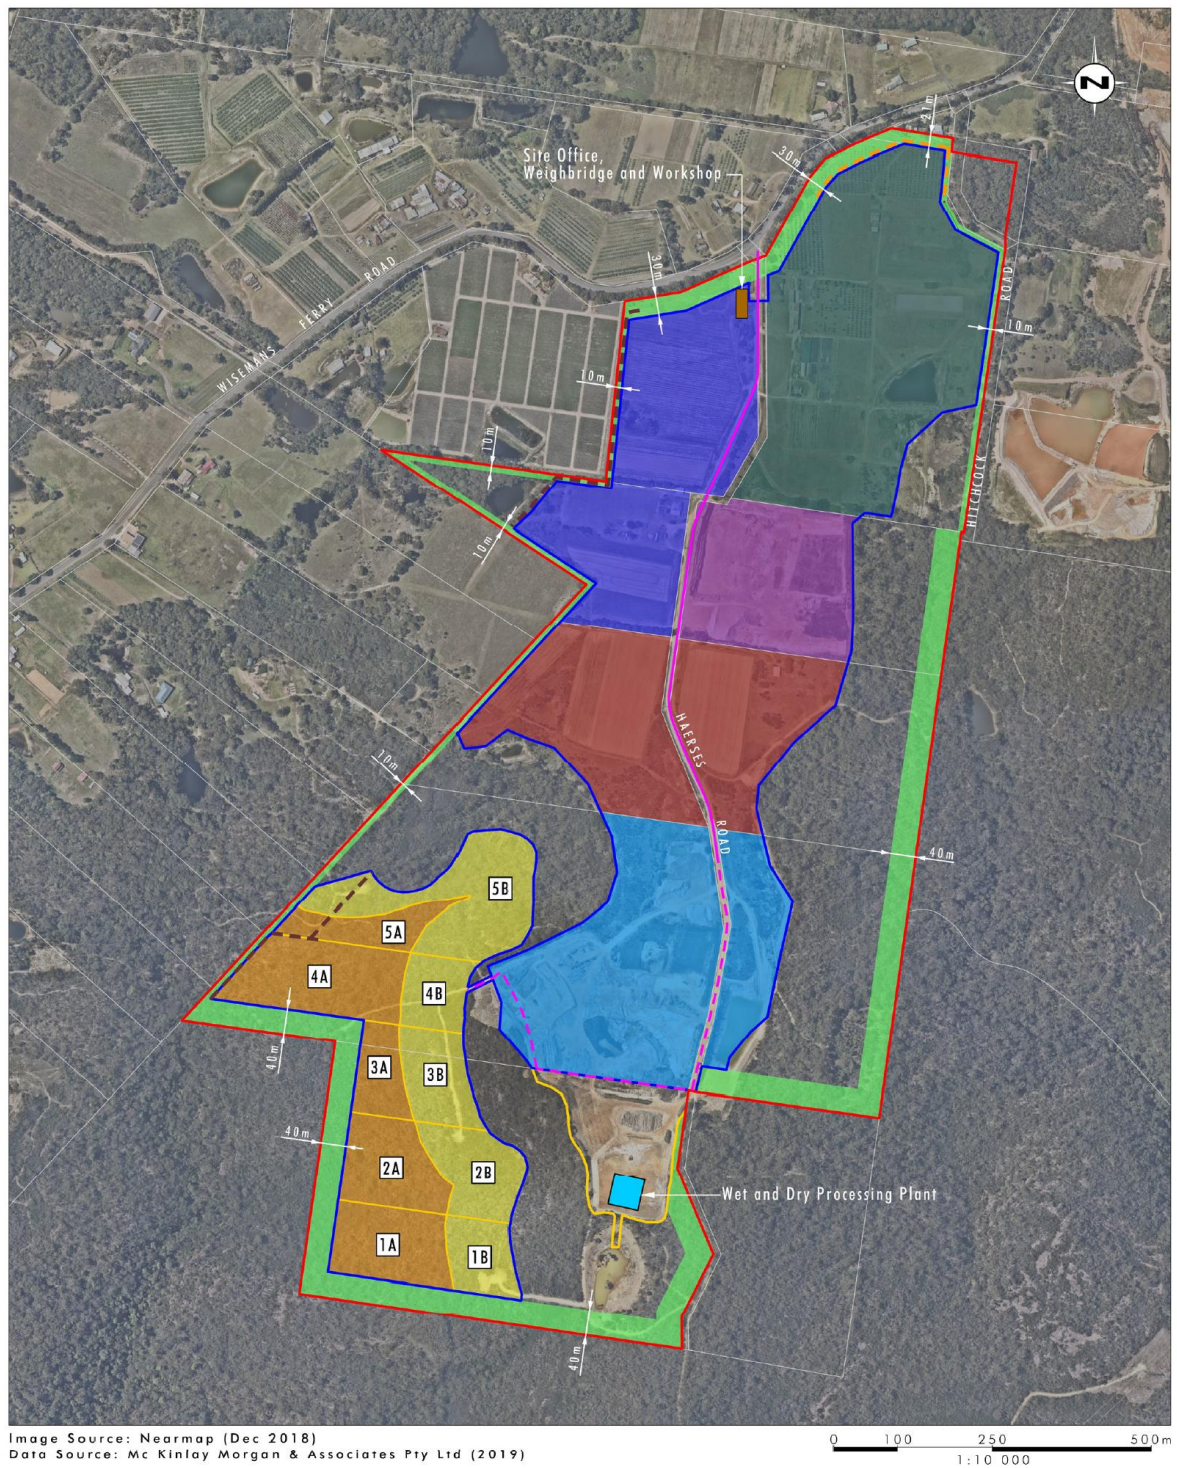 N
21m
30m
Site Office,
Weighbridge and Workshop
30m
ROAD
ROAD
FERRY
WISEMANS
10m
10m
10m
HITCHCOCK
10m
HAERSES
ROAD
10m
40m
5B
5A
4A
4B
40m
3A
3B
40m
2A
2B
Wet and Dry Processing Plant
1A
1B
40m
Image Source: Nearmap (Dec 2018)
Data Source: Mc Kinlay Morgan & Associates Pty Ltd (2019)
0 100 250 500m
1:10 000